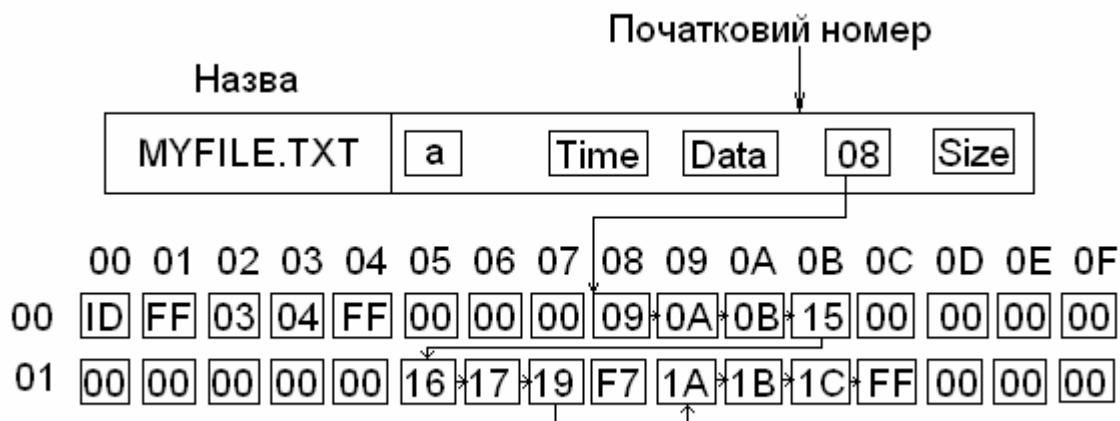 Початковий номер
Назва
MYFILE.TXT a Time Data 08 Size
00 01 02 03 04 05 06 07 08 09 0A 0B 0C 0D 0E 0F
00 ID FF 03 04 FF 00 00 00 09 0A 0B 15 00 00 00 00
01 00 00 00 00 00 16 17 19 F7 1A 1B 1C FF 00 00 00